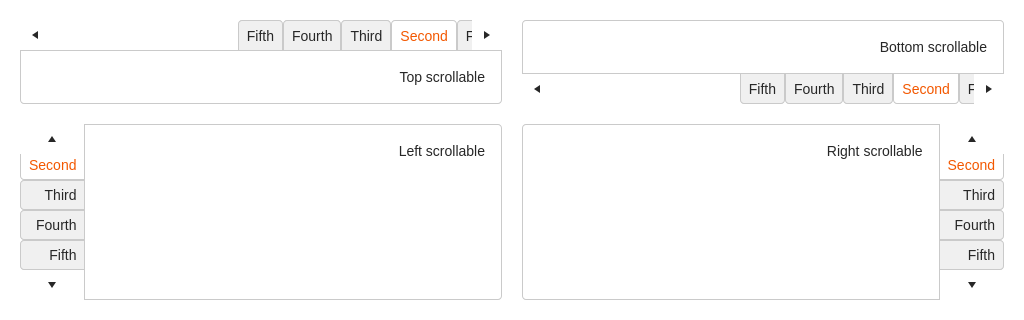 Fifth Fourth Third Second F
Top scrollable
Bottom scrollable
Fifth Fourth Third Second F
Second
Third
Fourth
Fifth
Left scrollable
Right scrollable
Second
Third
Fourth
Fifth